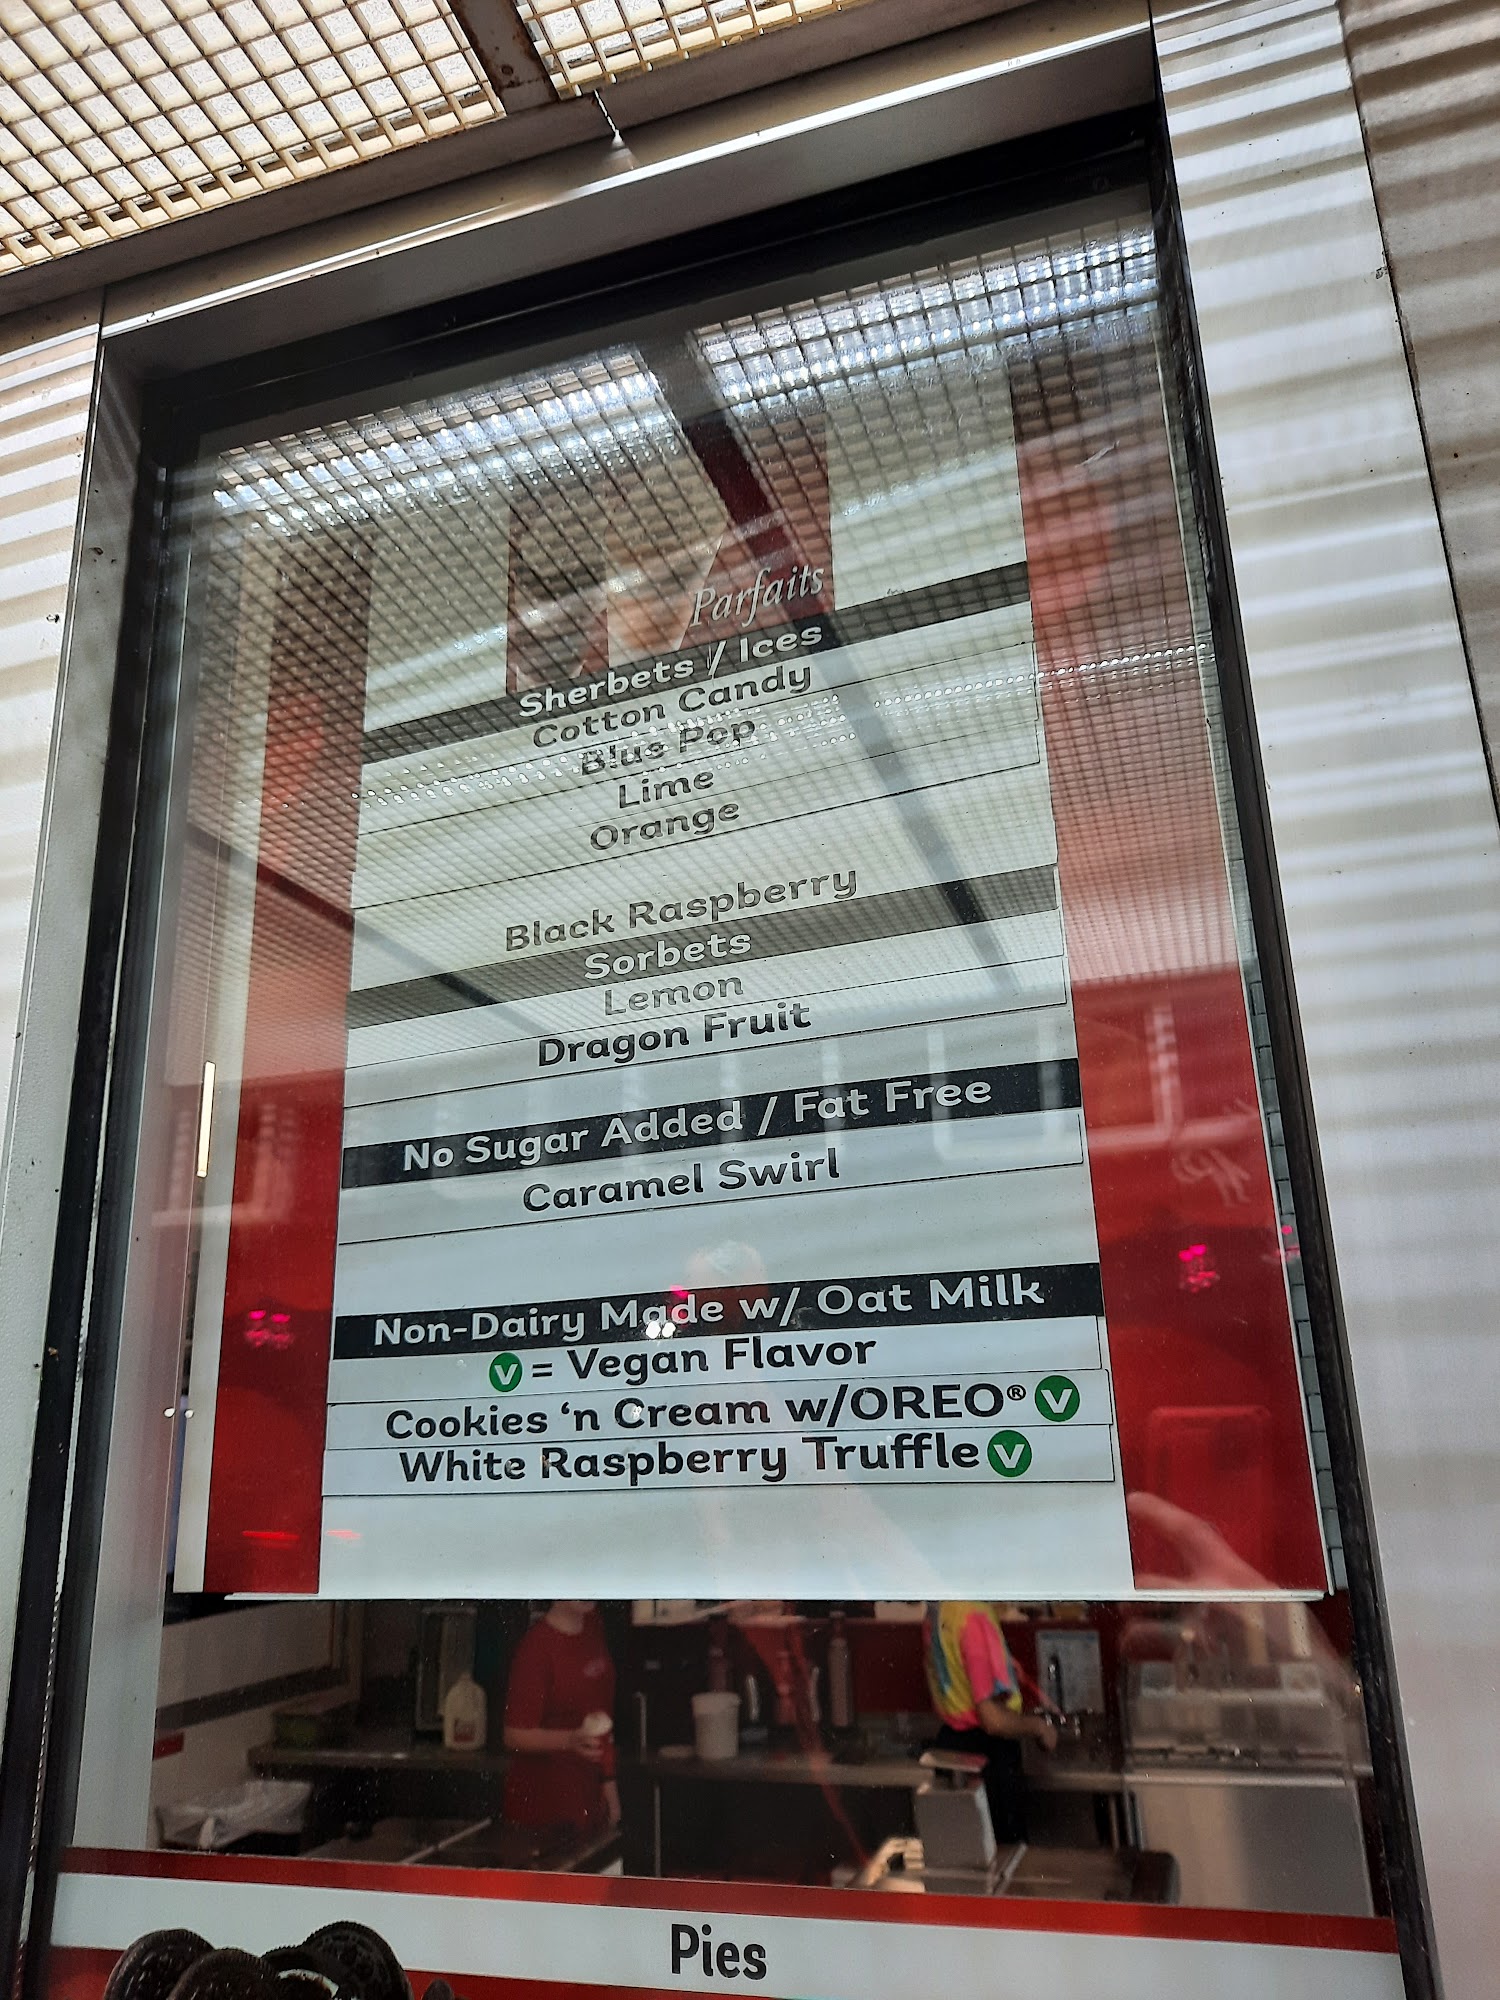 Parfaits
Sherbets / Ices
Cotton Candy
Blue Pop
Lime
Orange
Black Raspberry
Sorbets
Lemon
Dragon Fruit
No Sugar Added / Fat Free
Caramel Swirl
Non-Dairy Made w/ Oat Milk
V = Vegan Flavor
Cookies ‘n Cream w/OREO® V
White Raspberry Truffle V
Pies